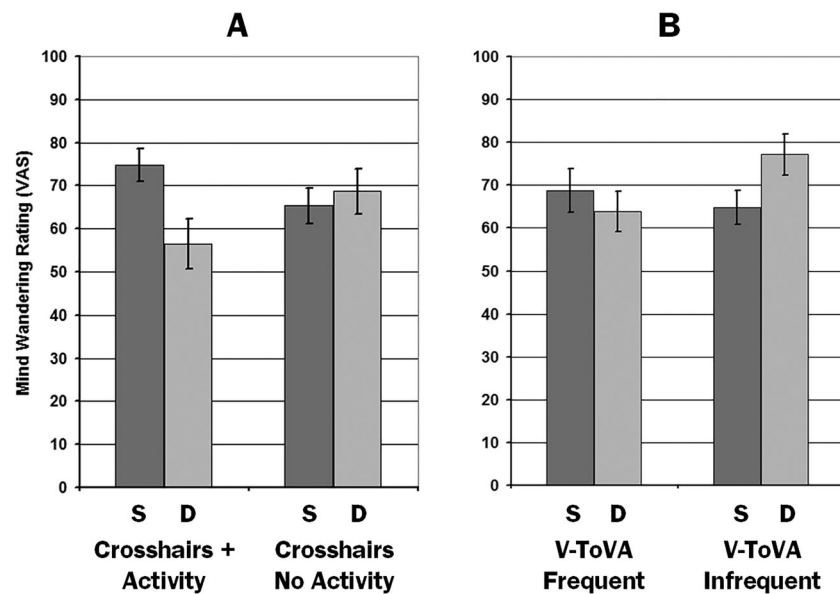 A
B
Mind Wandering Rating (VAS)
100
90
80
70
60
50
40
30
20
10
0
S D S D
Crosshairs +
Activity
Crosshairs
No Activity
100
90
80
70
60
50
40
30
20
10
0
S D S D
V-ToVA
Frequent
V-ToVA
Infrequent